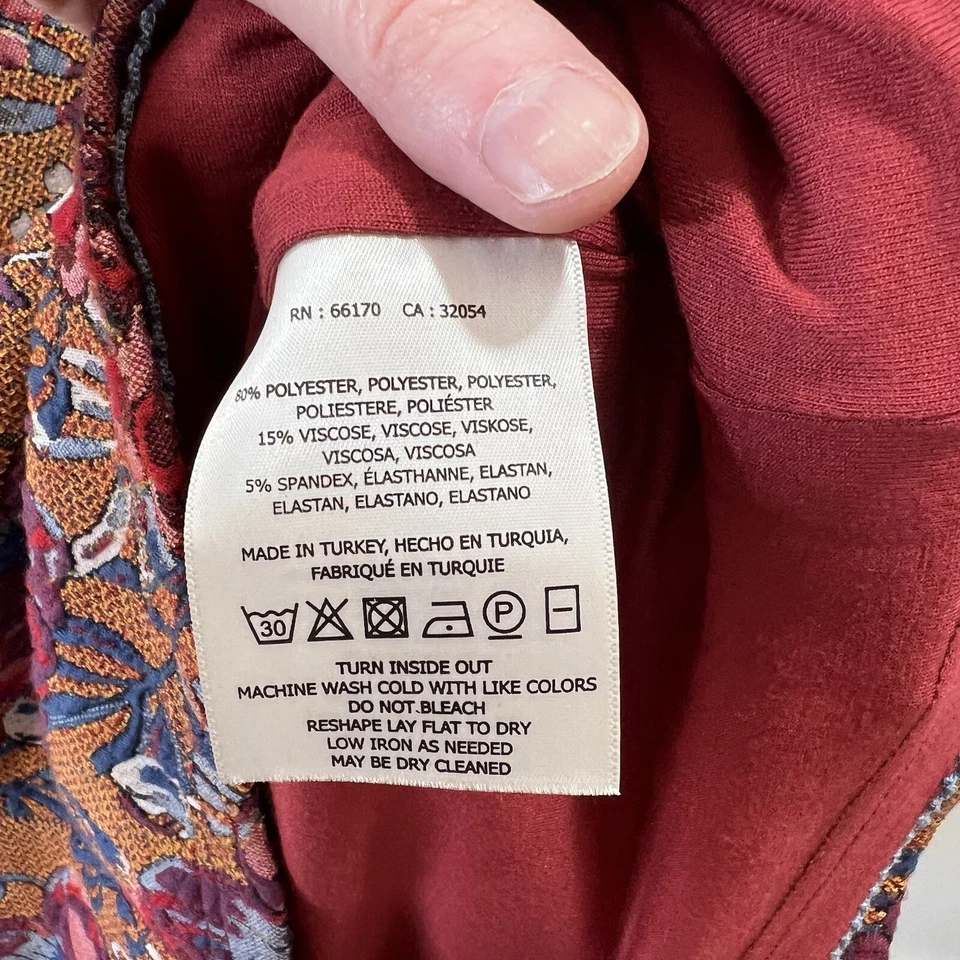 RN : 66170 CA : 32054
80% POLYESTER, POLYESTER, POLYESTER,
POLIESTERE, POLIÉSTER
15% VISCOSE, VISCOSE, VISKOSE,
VISCOSA, VISCOSA
5% SPANDEX, ÉLASTHANNE, ELASTAN,
ELASTAN, ELASTANO, ELASTANO
MADE IN TURKEY, HECHO EN TURQUIA,
FABRIQUÉ EN TURQUIE
30 P
TURN INSIDE OUT
MACHINE WASH COLD WITH LIKE COLORS
DO NOT.BLEACH
RESHAPE LAY FLAT TO DRY
LOW IRON AS NEEDED
MAY BE DRY CLEANED